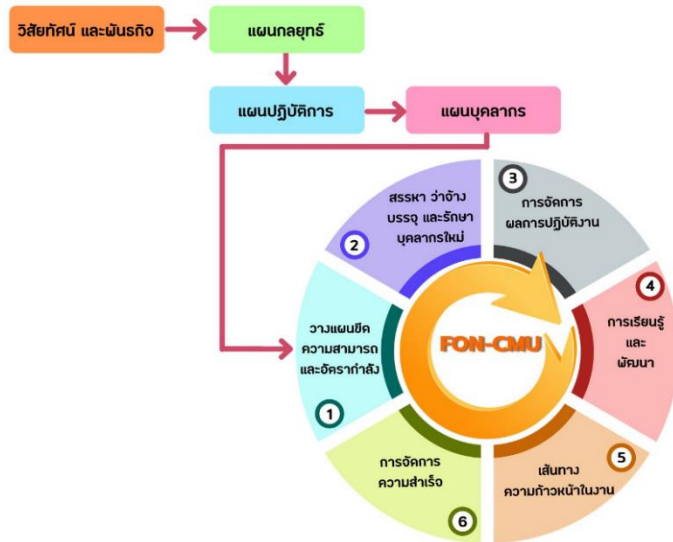 วิสัยทัศน์ และพันธกิจ
แผนกลยุทธ์
แผนปฏิบัติการ
แผนบุคลากร
วางแผนขีด
ความสามารถ
และอัตรากำลัง
1
สรรหา ว่าจ้าง
บรรจุ และรักษา
บุคลากรใหม่
2
3
การจัดการ
ผลการปฏิบัติงาน
4
การเรียนรู้
และ
พัฒนา
5
เส้นทาง
ความก้าวหน้าในงาน
การจัดการ
ความสำเร็จ
6
FON-CMU